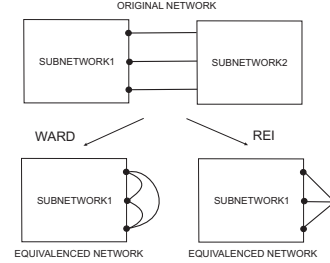 ORIGINAL NETWORK
SUBNETWORK1 SUBNETWORK2
WARD REI
SUBNETWORK1 SUBNETWORK1
EQUIVALENCED NETWORK EQUIVALENCED NETWORK